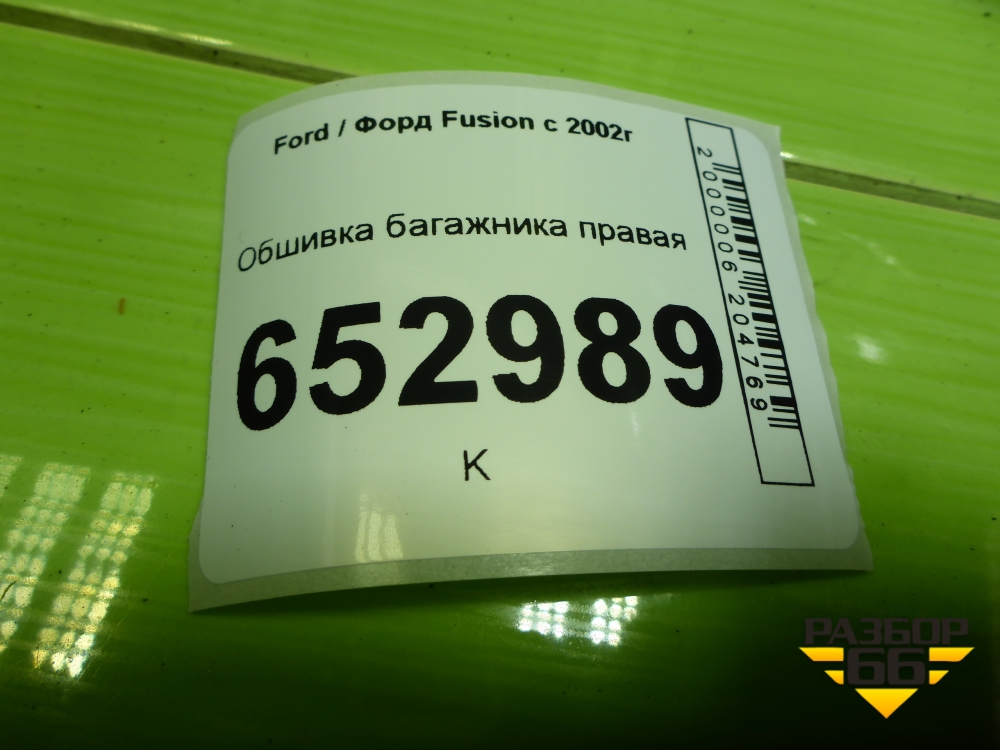 Ford / Форд Fusion с 2002г
Обшивка багажника правая
652989
К
2000006204769
РАЗБОР
66